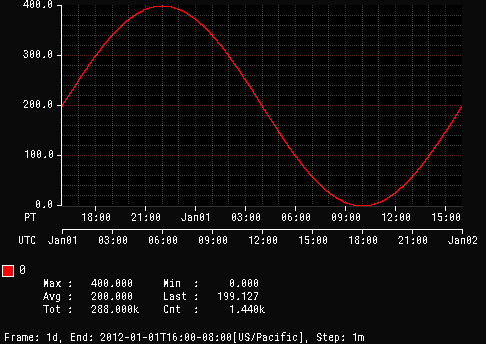 400.0
300.0
200.0
100.0
0.0
PT 18:00 21:00 Jan01 03:00 06:00 09:00 12:00 15:00
UTC Jan01 03:00 06:00 09:00 12:00 15:00 18:00 21:00 Jan02
0
Max : 400.000 Min : 0.000
Avg : 200.000 Last : 199.127
Tot : 288.000k Cnt : 1.440k
Frame: 1d, End: 2012-01-01T16:00-08:00[US/Pacific], Step: 1m